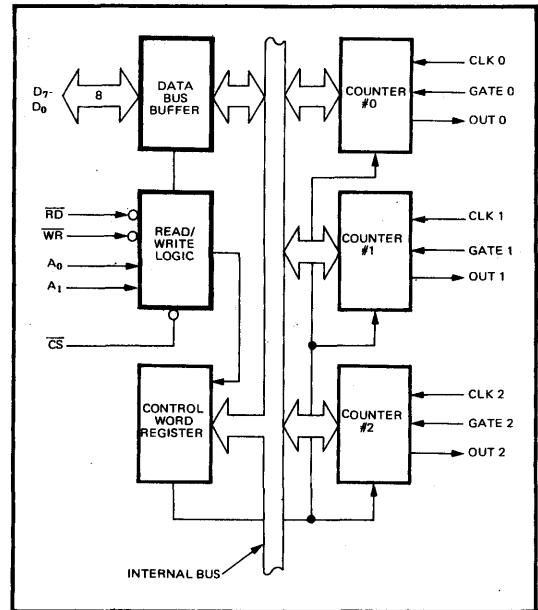 D7-
D0
8
DATA
BUS
BUFFER
COUNTER
#0
CLK 0
GATE 0
OUT 0
RD
WR
A0
A1
CS
READ/
WRITE
LOGIC
COUNTER
#1
CLK 1
GATE 1
OUT 1
CONTROL
WORD
REGISTER
COUNTER
#2
CLK 2
GATE 2
OUT 2
INTERNAL BUS